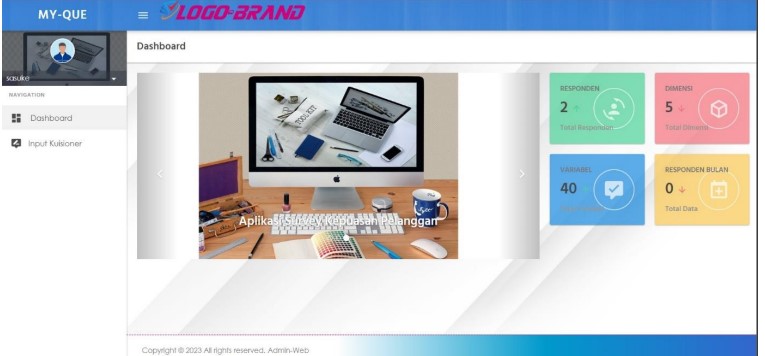 MY-QUE
LOGO-BRAND
sasuke
NAVIGATION
Dashboard
Input Kuisioner
Dashboard
Aplikasi Survey Kepuasan Pelanggan
RESPONDEN
2
Total Responden
DIMENSI
5
Total Dimensi
VARIABEL
40
RESPONDEN BULAN
0
Total Data
Copyright © 2023 All rights reserved. Admin-Web